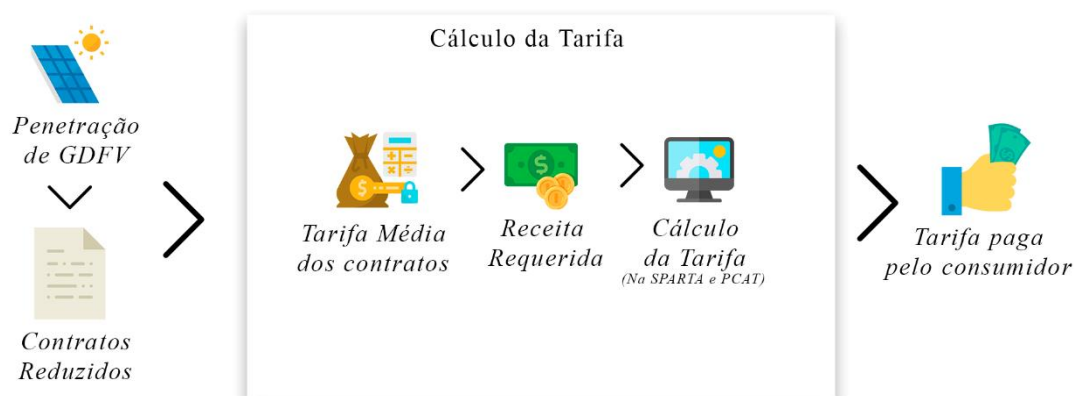 Penetração
de GDFV
Contratos
Reduzidos
Cálculo da Tarifa
Tarifa Média
dos contratos
Receita
Requerida
Cálculo
da Tarifa
(Na SPARTA e PCAT)
Tarifa paga
pelo consumidor